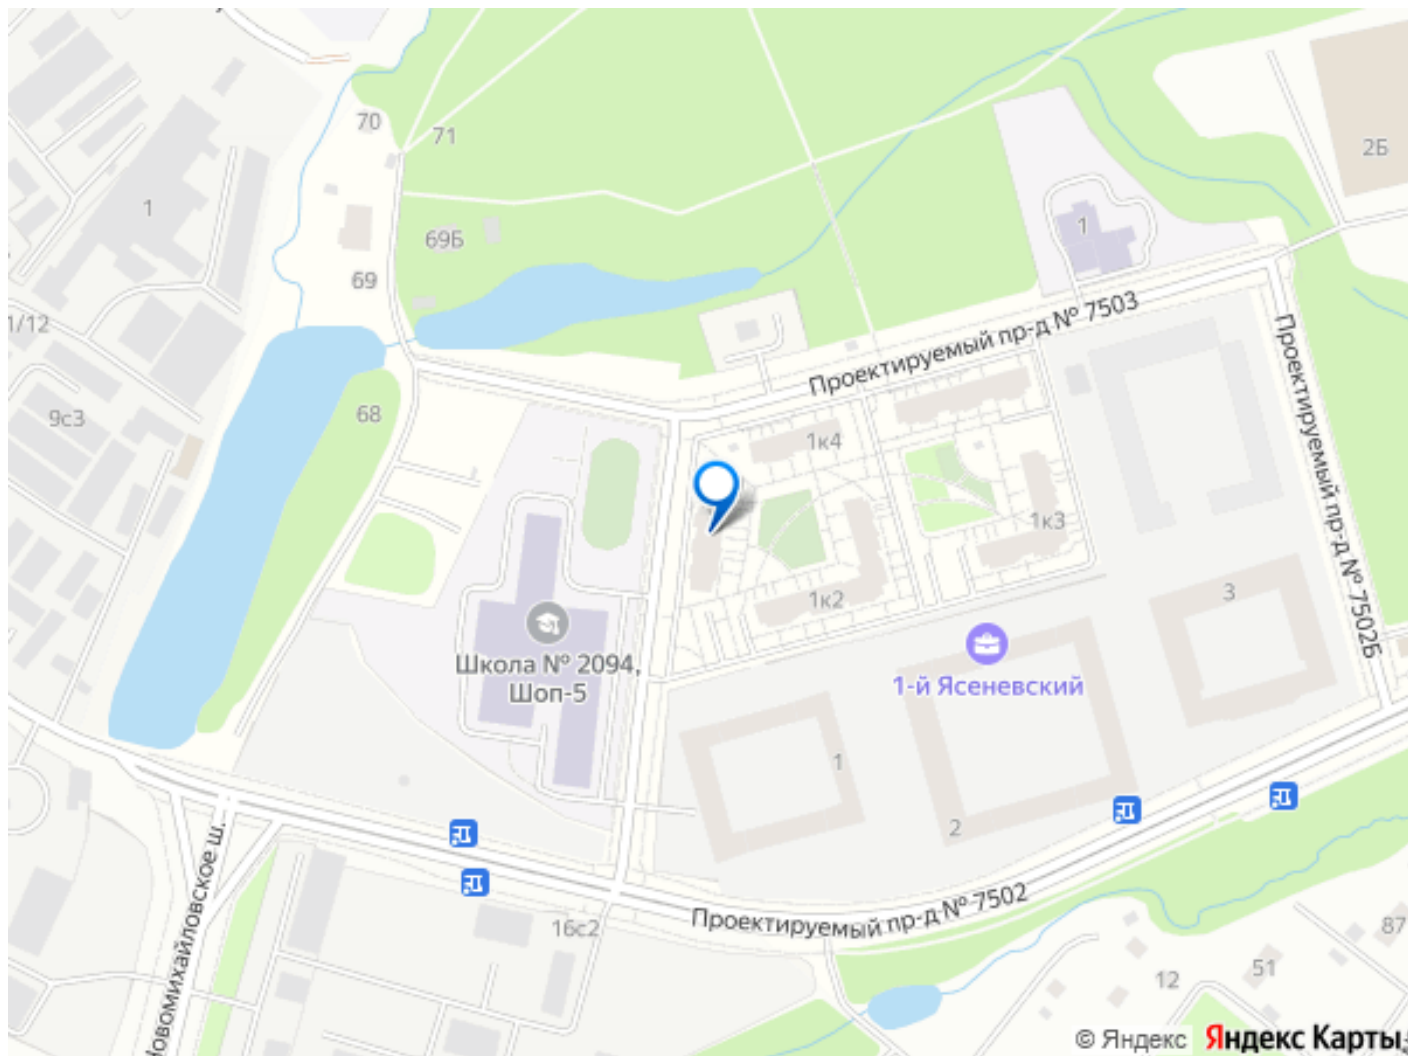 70
71
2Б
1
1
69Б
69
1/12
Проектируемый пр-д № 7503
68
9с3
1к4
Проектируемый пр-д № 7502Б
1к3
1к2
3
Школа № 2094,
Шоп-5
1-й Ясеневский
1
2
Новомихайловское ш.
Проектируемый пр-д № 7502
16с2
87
51
12
© Яндекс Яндекс Карты